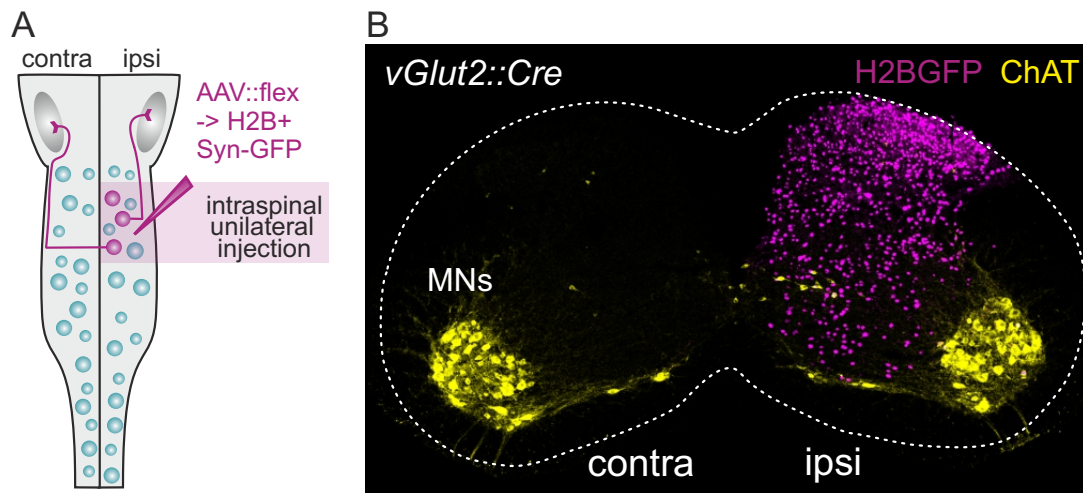 A
contra ipsi
AAV::flex
-> H2B+
Syn-GFP
intraspinal
unilateral
injection
B
vGlut2::Cre
H2BGFP ChAT
MNs
contra
ipsi